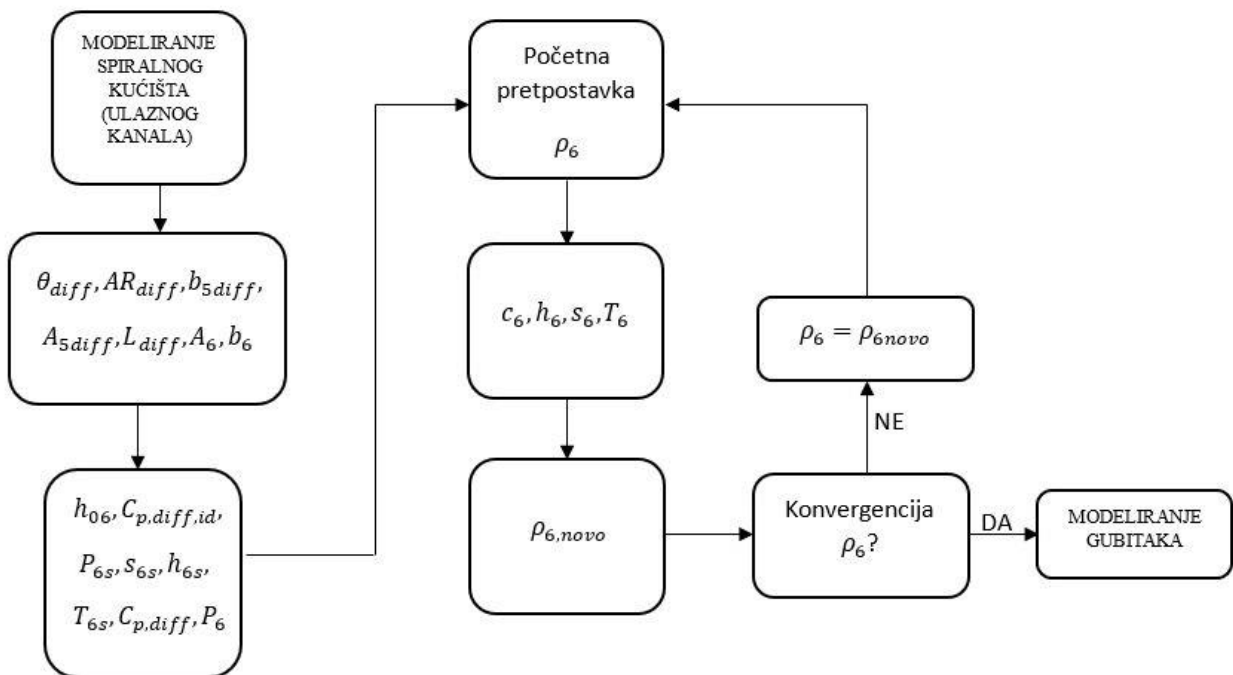 MODELIRANJE
SPIRALNOG
KUĆIŠTA
(ULAZNOG
KANALA)
θ_diff, AR_diff, b_5diff,
A_5diff, L_diff, A_6, b_6
h_06, C_p,diff,id,
P_6s, s_6s, h_6s,
T_6s, C_p,diff, P_6
Početna
pretpostavka
ρ_6
c_6, h_6, s_6, T_6
ρ_6,novo
Konvergencija
ρ_6?
NE
ρ_6 = ρ_6novo
DA
MODELIRANJE
GUBITAKA